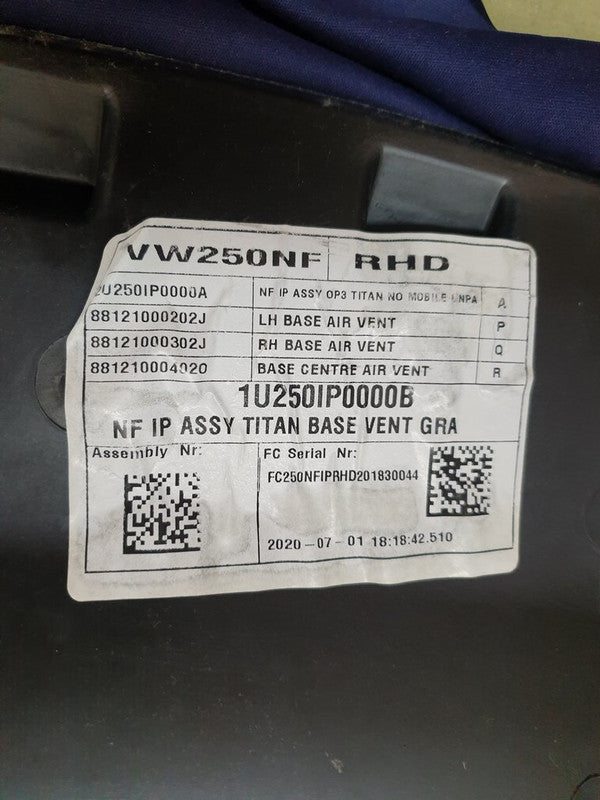 VW250NF RHD
2U250IP0000A NF IP ASSY OP3 TITAN NO MOBILE A
88121000202J LH BASE AIR VENT P
88121000302J RH BASE AIR VENT Q
881210004020 BASE CENTRE AIR VENT R
1U250IP0000B
NF IP ASSY TITAN BASE VENT GRA
Assembly Nr: FC Serial Nr:
FC250NFIPRHD201830044
2020-07-01 18:18:42.510